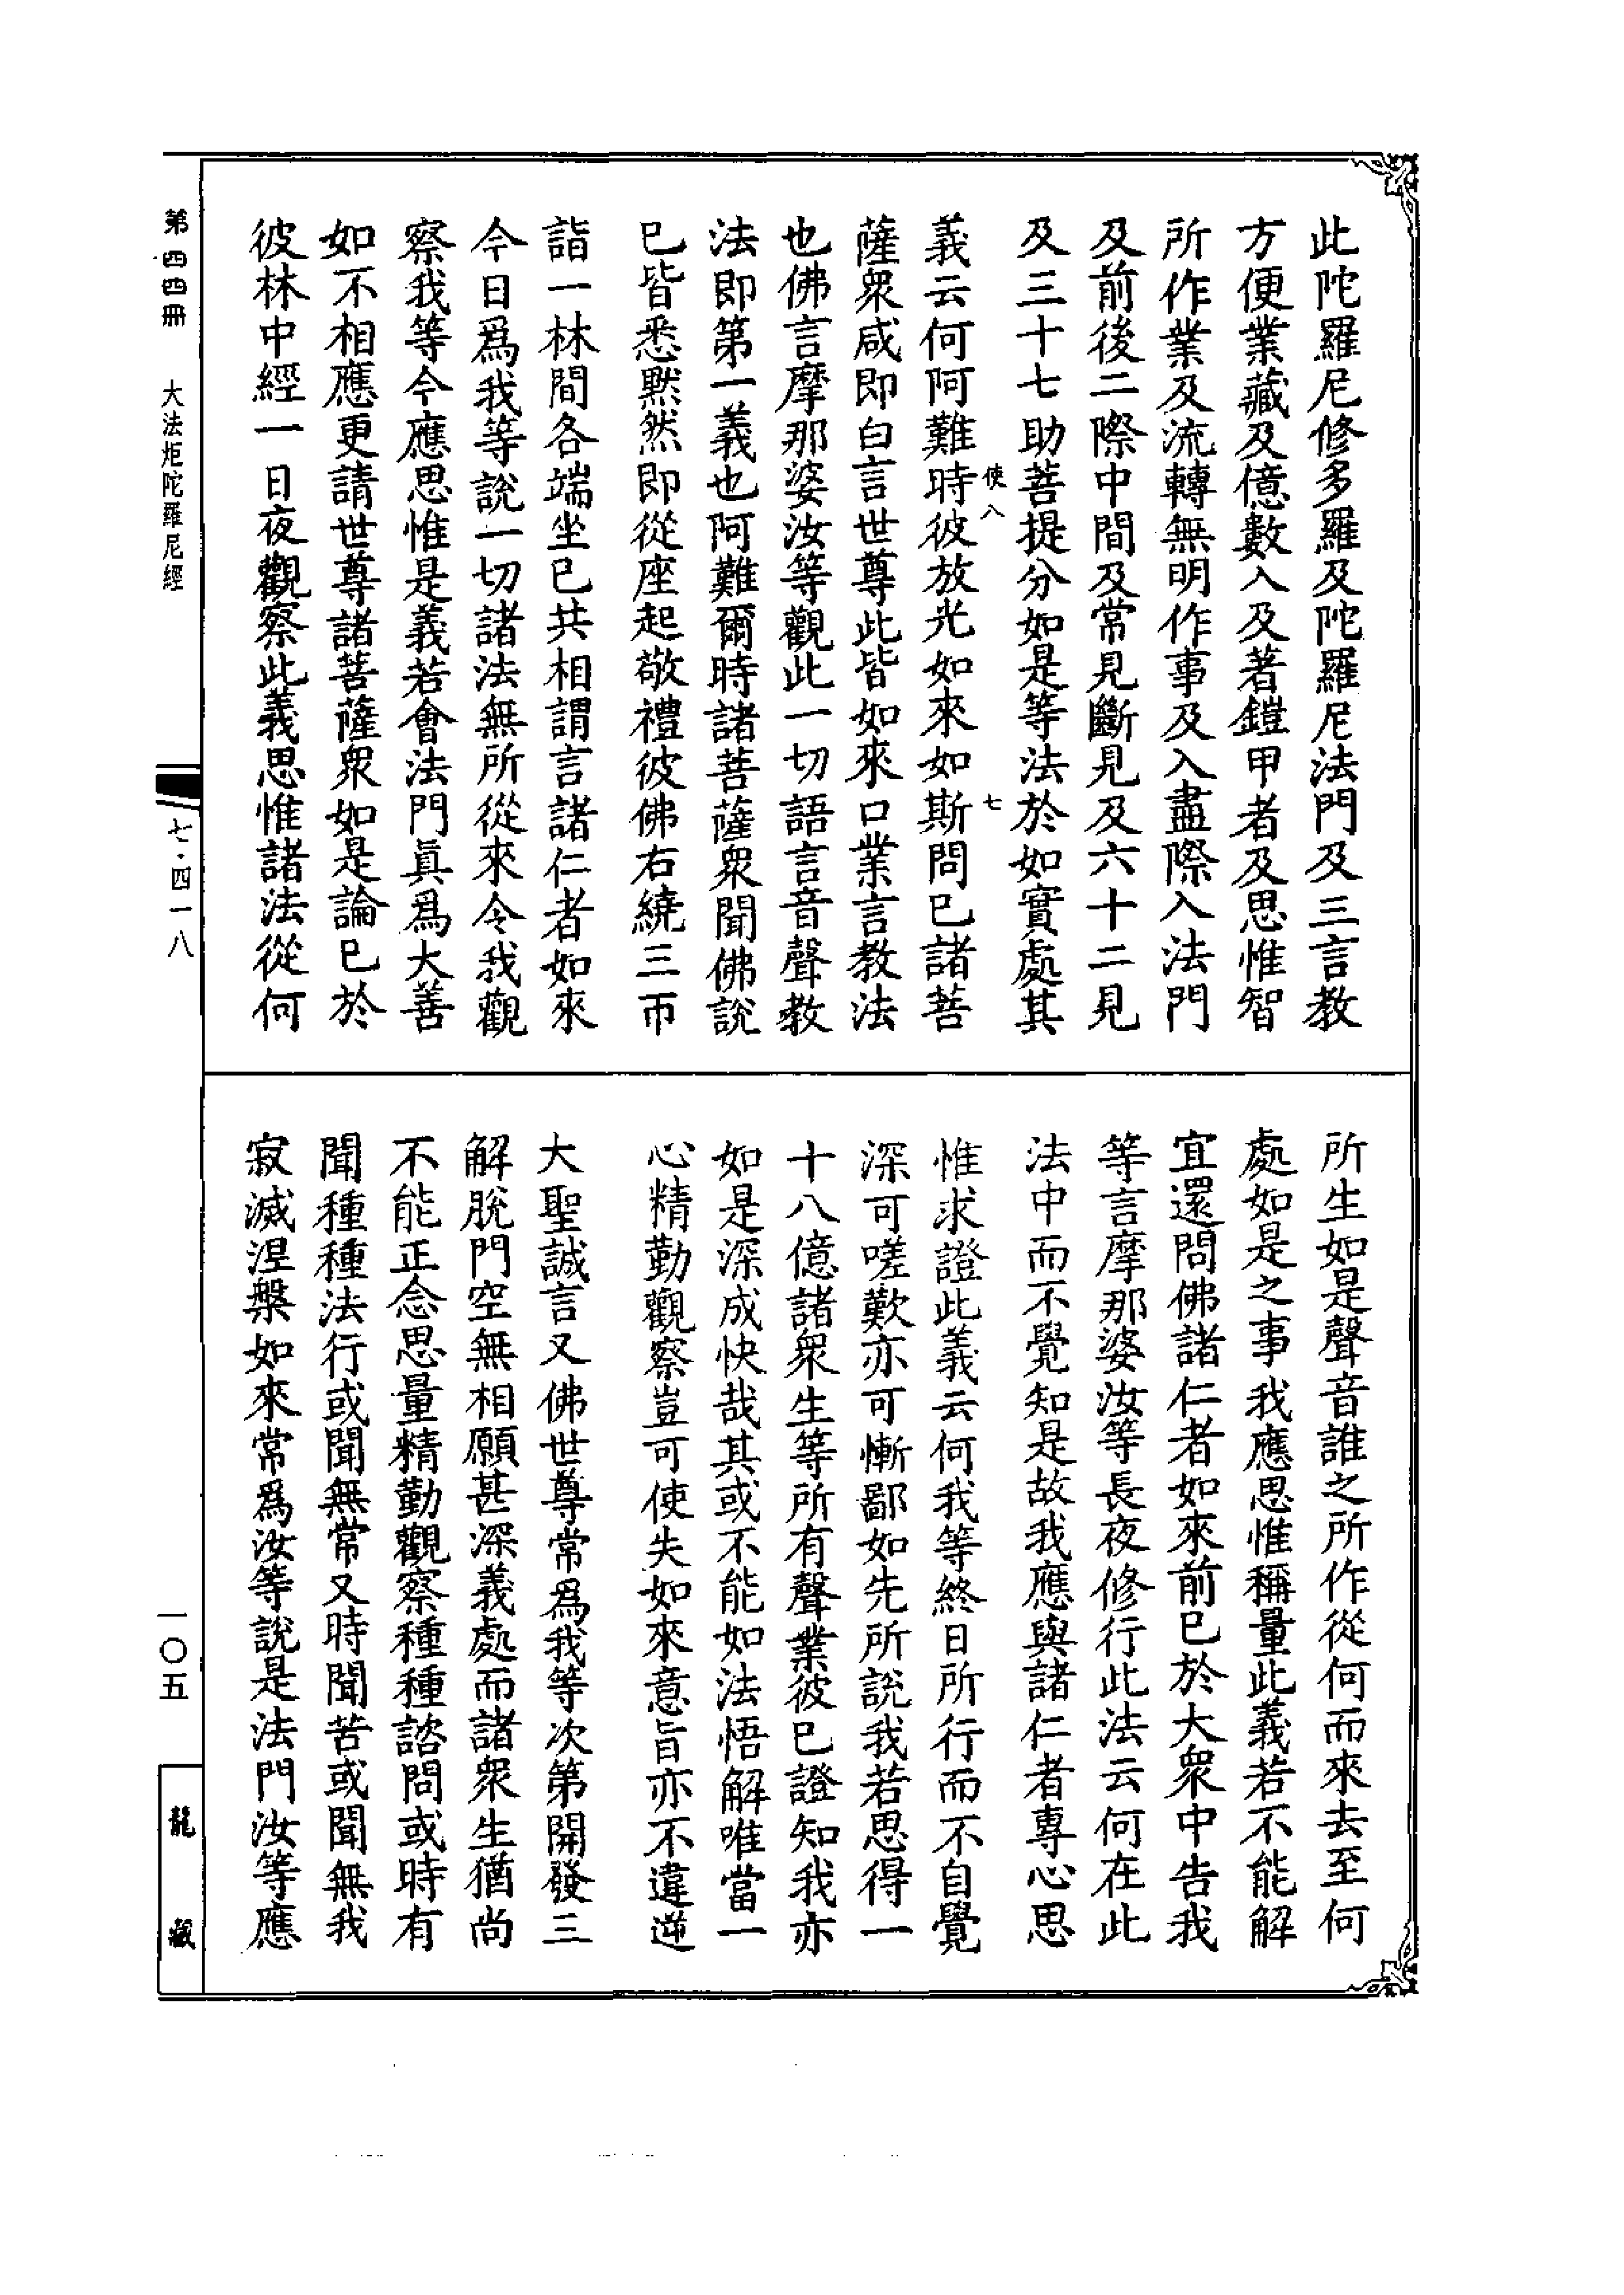 此陀羅尼修多羅及陀羅尼法門及三言教
方便業藏及億數入及著鎧甲者及思惟智
所作業及流轉無明作事及入盡際入法門
及前後二際中間及常見斷見及六十二見
及三十七助菩提分如是等法於如實處其
使八 七
義云何阿難時彼放光如來如斯問已諸菩
薩衆咸即白言世尊此皆如來口業言教法
也佛言摩那婆汝等觀此一切語言音聲教
法即第一義也阿難爾時諸菩薩衆聞佛說
已皆悉默然即從座起敬禮彼佛右繞三帀
詣一林間各端坐已共相謂言諸仁者如來
今日爲我等說一切諸法無所從來令我觀
察我等今應思惟是義若會法門眞爲大善
如不相應更請世尊諸菩薩衆如是論已於
彼林中經一日夜觀察此義思惟諸法從何
所生如是聲音誰之所作從何而來去至何
處如是之事我應思惟稱量此義若不能解
宜還問佛諸仁者如來前已於大衆中告我
等言摩那婆汝等長夜修行此法云何在此
法中而不覺知是故我應與諸仁者專心思
惟求證此義云何我等終日所行而不自覺
深可嗟歎亦可慚鄙如先所說我若思得一
十八億諸衆生等所有聲業彼已證知我亦
如是深成快哉其或不能如法悟解唯當一
心精勤觀察豈可使失如來意旨亦不違逆
大聖誠言又佛世尊常爲我等次第開發三
解脫門空無相願甚深義處而諸衆生猶尚
不能正念思量精勤觀察種種諮問或時有
聞種種法行或聞無常又時聞苦或聞無我
寂滅涅槃如來常爲汝等說是法門汝等應
第四四冊 大法炬陀羅尼經
七·四一八
一〇五
龍藏